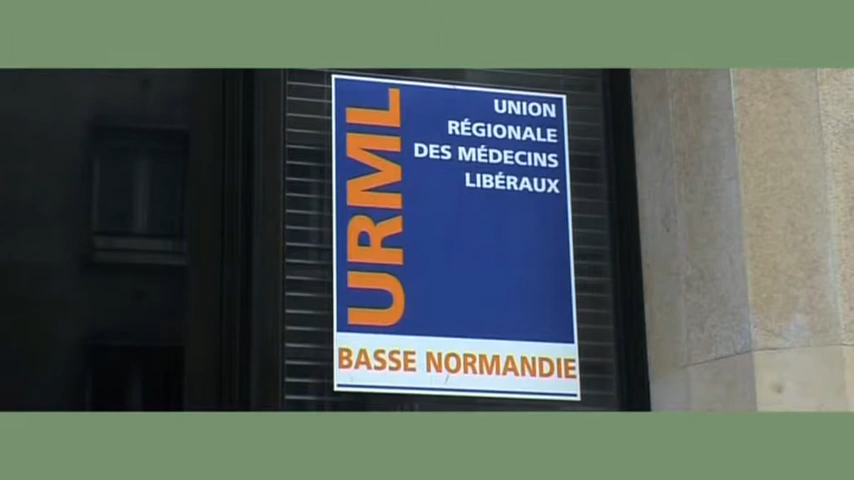 URML
UNION
RÉGIONALE
DES MÉDECINS
LIBÉRAUX
BASSE NORMANDIE